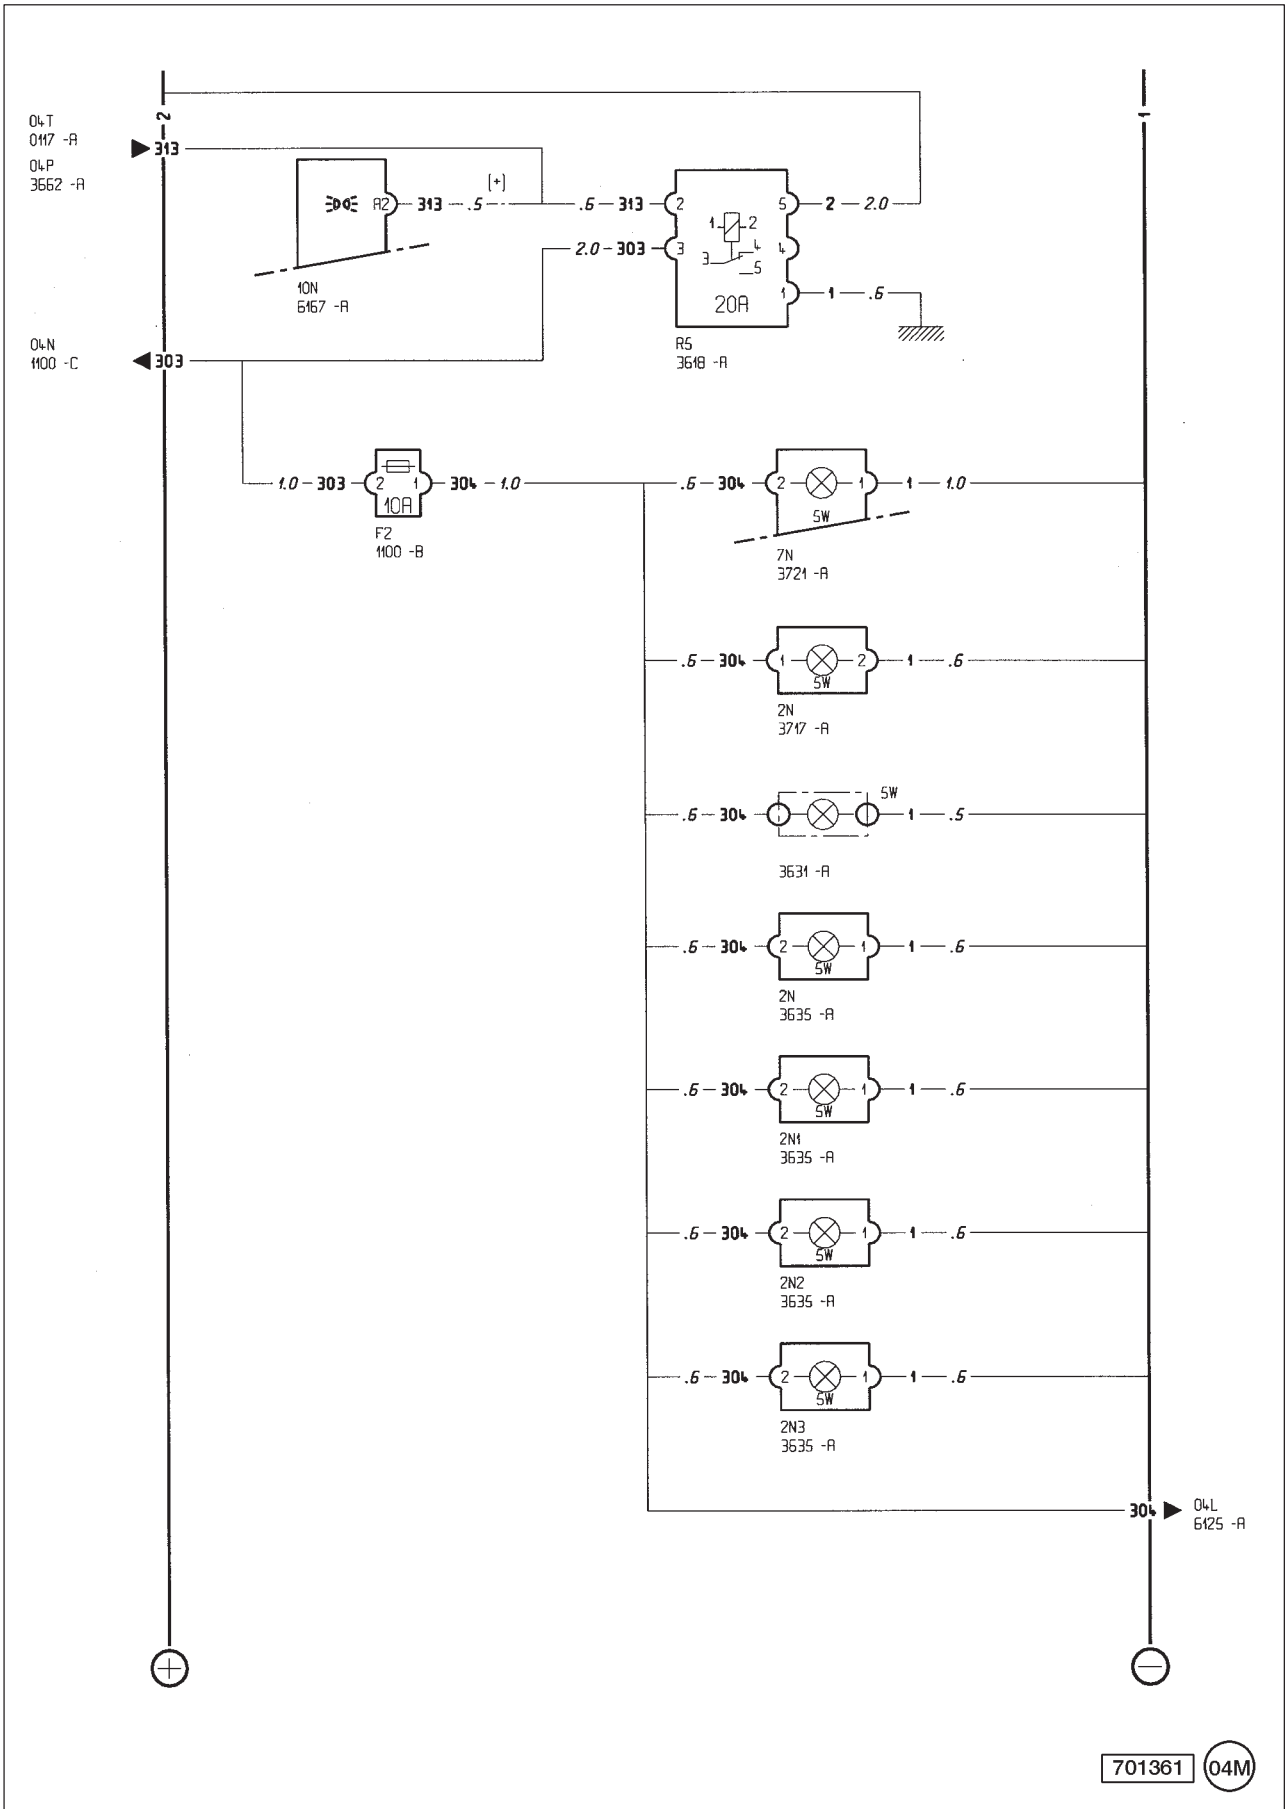 2
1
04T
0117 -A
04P
3662 -A
313
A2 313 .5 [+] .6 313 2
5 2 2.0
1 2
3 4
5
4
2.0 303 3
1 1 .6
20A
10N
6167 -A
R5
3618 -A
04N
1100 -C
303
1.0 303 2 1 304 1.0
10A
F2
1100 -B
.6 304 2 1 1 1.0
5W
7N
3721 -A
.6 304 1 2 1 .6
5W
2N
3717 -A
5W
.6 304 1 .5
3631 -A
.6 304 2 1 1 .6
5W
2N
3635 -A
.6 304 2 1 1 .6
5W
2N1
3635 -A
.6 304 2 1 1 .6
5W
2N2
3635 -A
.6 304 2 1 1 .6
5W
2N3
3635 -A
304
04L
6125 -A
+
−
701361 04M